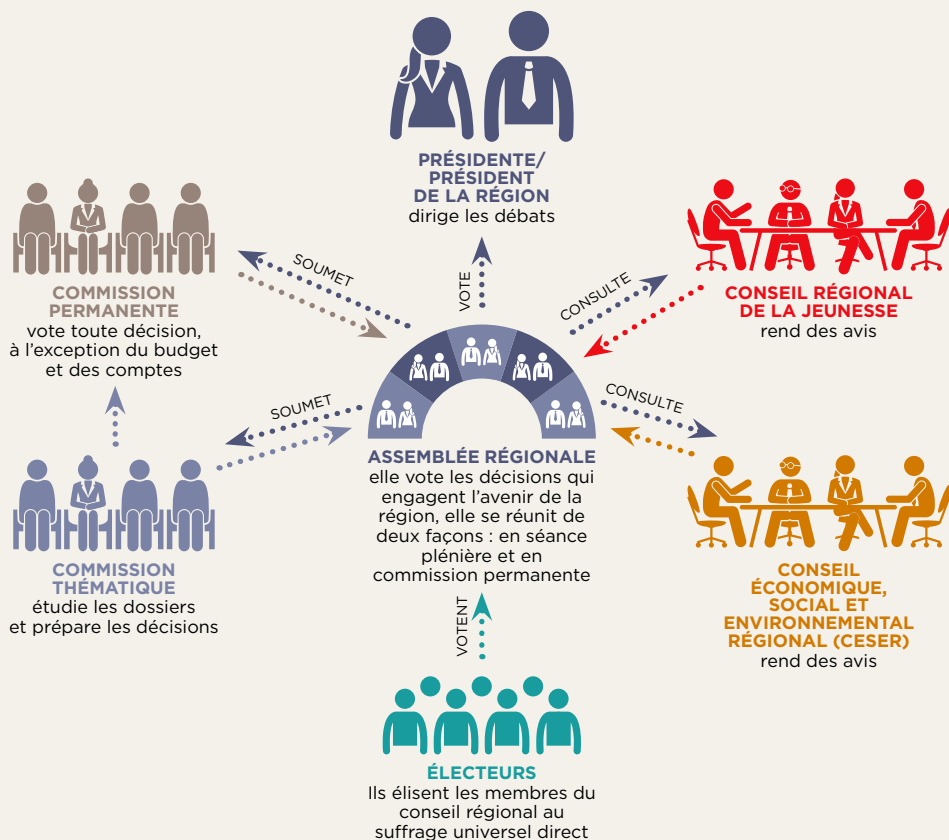 PRÉSIDENTE/
PRÉSIDENT
DE LA RÉGION
dirige les débats
COMMISSION
PERMANENTE
vote toute décision,
à l'exception du budget
et des comptes
SOUMET
VOTE
CONSULTE
CONSEIL RÉGIONAL
DE LA JEUNESSE
rend des avis
SOUMET
CONSULTE
ASSEMBLÉE RÉGIONALE
elle vote les décisions qui
engagent l'avenir de la
région, elle se réunit de
deux façons : en séance
plénière et en
commission permanente
COMMISSION
THÉMATIQUE
étudie les dossiers
et prépare les décisions
CONSEIL
ÉCONOMIQUE,
SOCIAL ET
ENVIRONNEMENTAL
RÉGIONAL (CESER)
rend des avis
VOTENT
ÉLECTEURS
Ils élisent les membres du
conseil régional au
suffrage universel direct